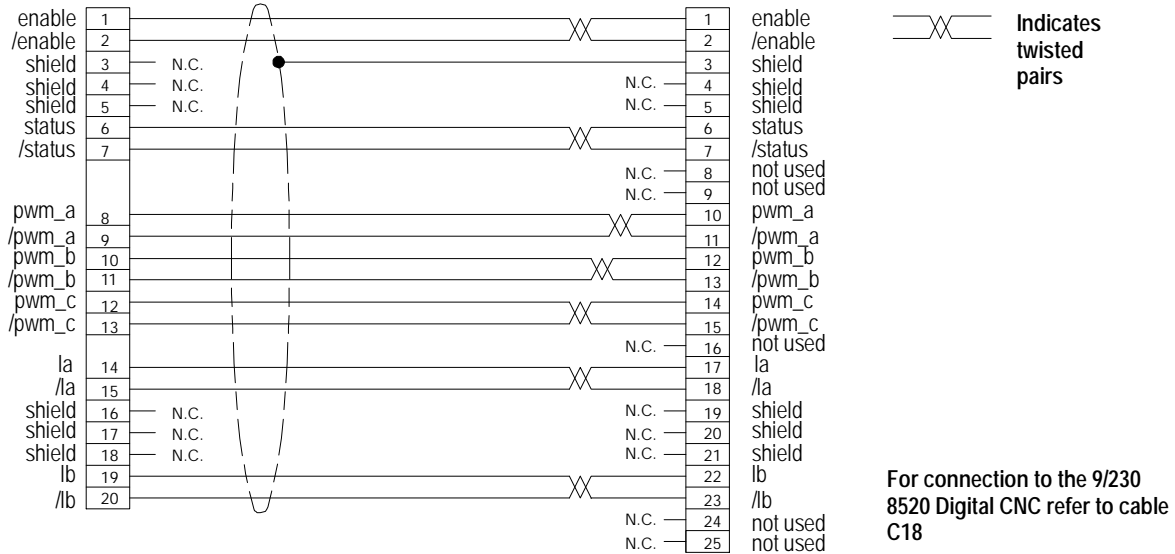 enable 1 1 enable
/enable 2 2 /enable
shield 3 N.C. 3 shield
shield 4 N.C. N.C. 4 shield
shield 5 N.C. N.C. 5 shield
status 6 6 status
/status 7 7 /status
N.C. 8 not used
N.C. 9 not used
pwm_a 8 10 pwm_a
/pwm_a 9 11 /pwm_a
pwm_b 10 12 pwm_b
/pwm_b 11 13 /pwm_b
pwm_c 12 14 pwm_c
/pwm_c 13 15 /pwm_c
N.C. 16 not used
Ia 14 17 Ia
/Ia 15 18 /Ia
shield 16 N.C. N.C. 19 shield
shield 17 N.C. N.C. 20 shield
shield 18 N.C. N.C. 21 shield
Ib 19 22 Ib
/Ib 20 23 /Ib
N.C. 24 not used
N.C. 25 not used
Indicates
twisted
pairs
For connection to the 9/230
8520 Digital CNC refer to cable
C18